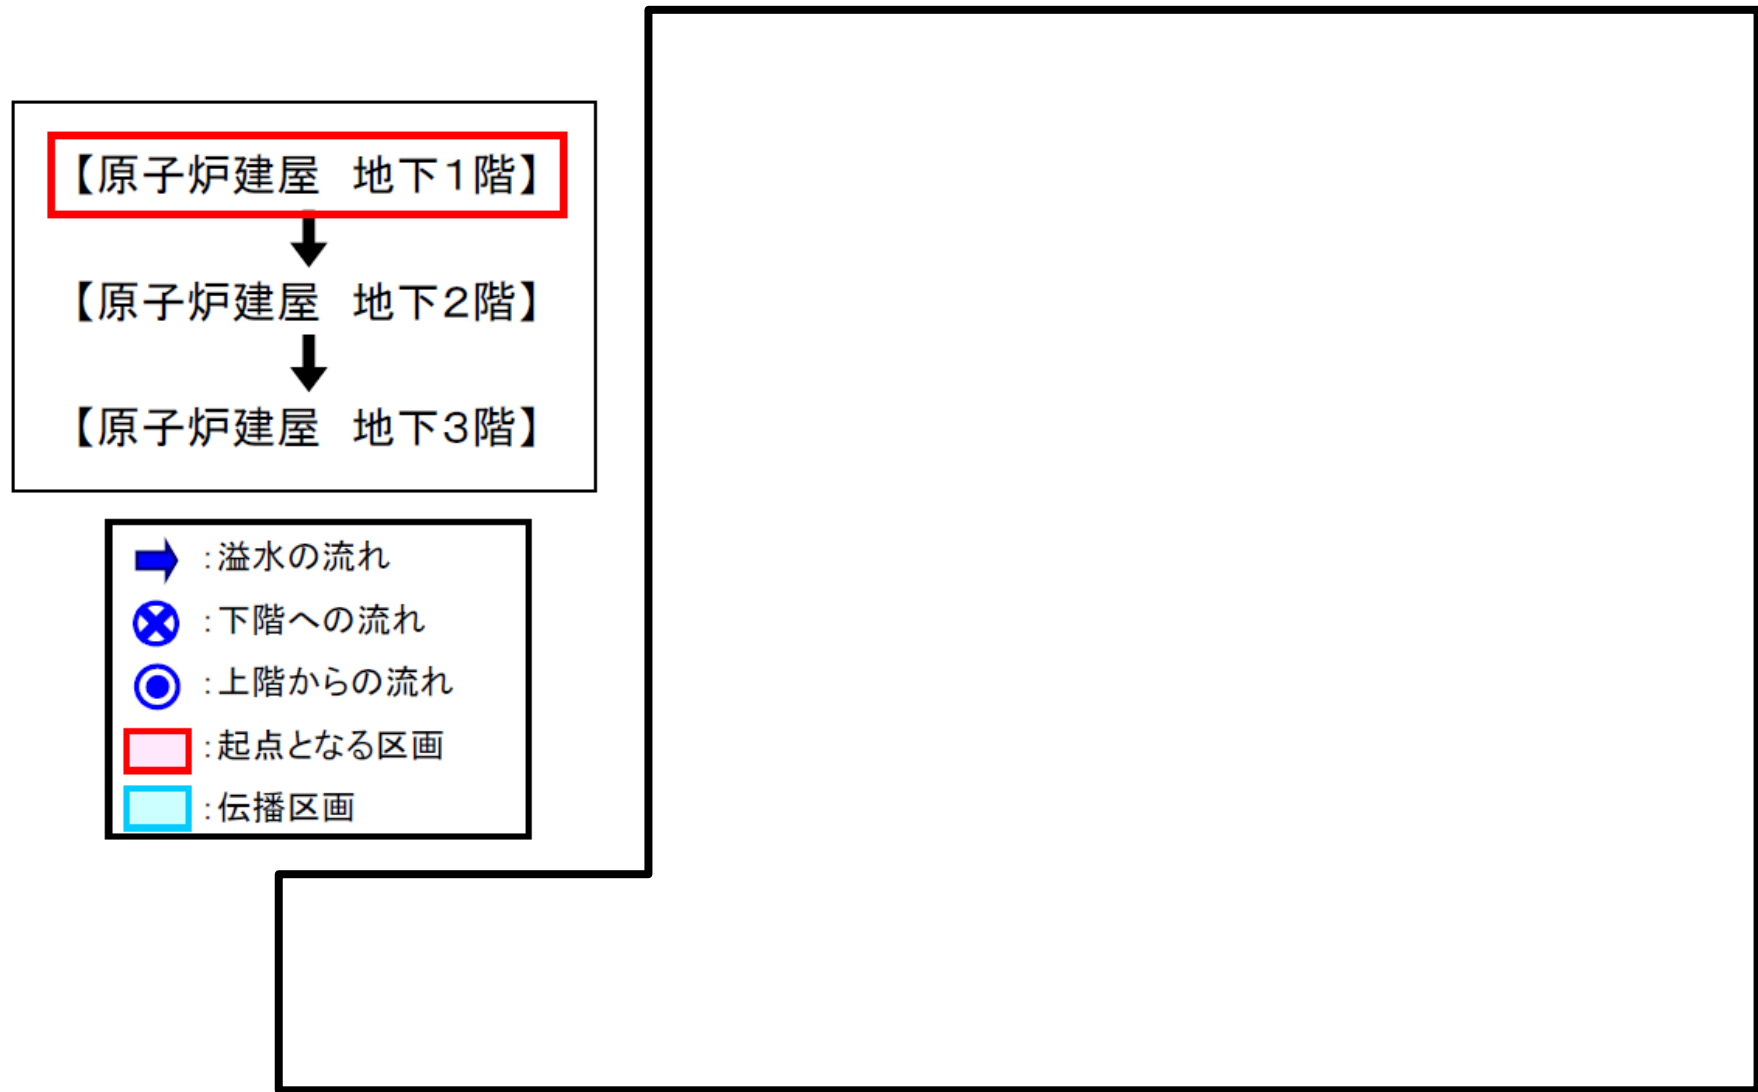 【原子炉建屋　地下1階】
【原子炉建屋　地下2階】
【原子炉建屋　地下3階】
:溢水の流れ
:下階への流れ
:上階からの流れ
:起点となる区画
:伝播区画